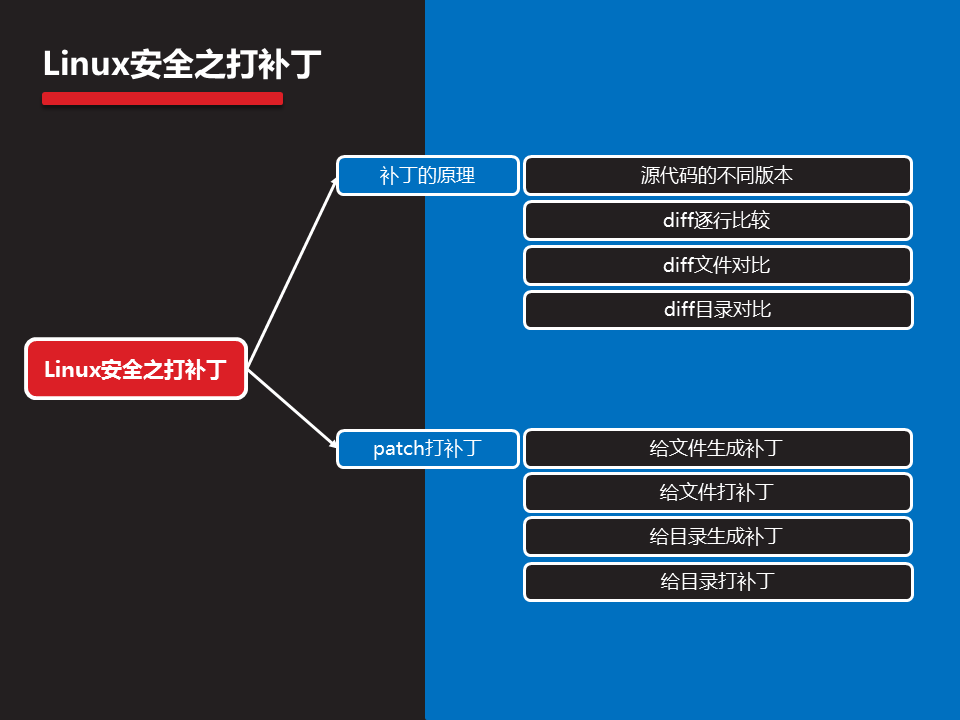 Linux安全之打补丁
补丁的原理
源代码的不同版本
diff逐行比较
diff文件对比
diff目录对比
Linux安全之打补丁
patch打补丁
给文件生成补丁
给文件打补丁
给目录生成补丁
给目录打补丁